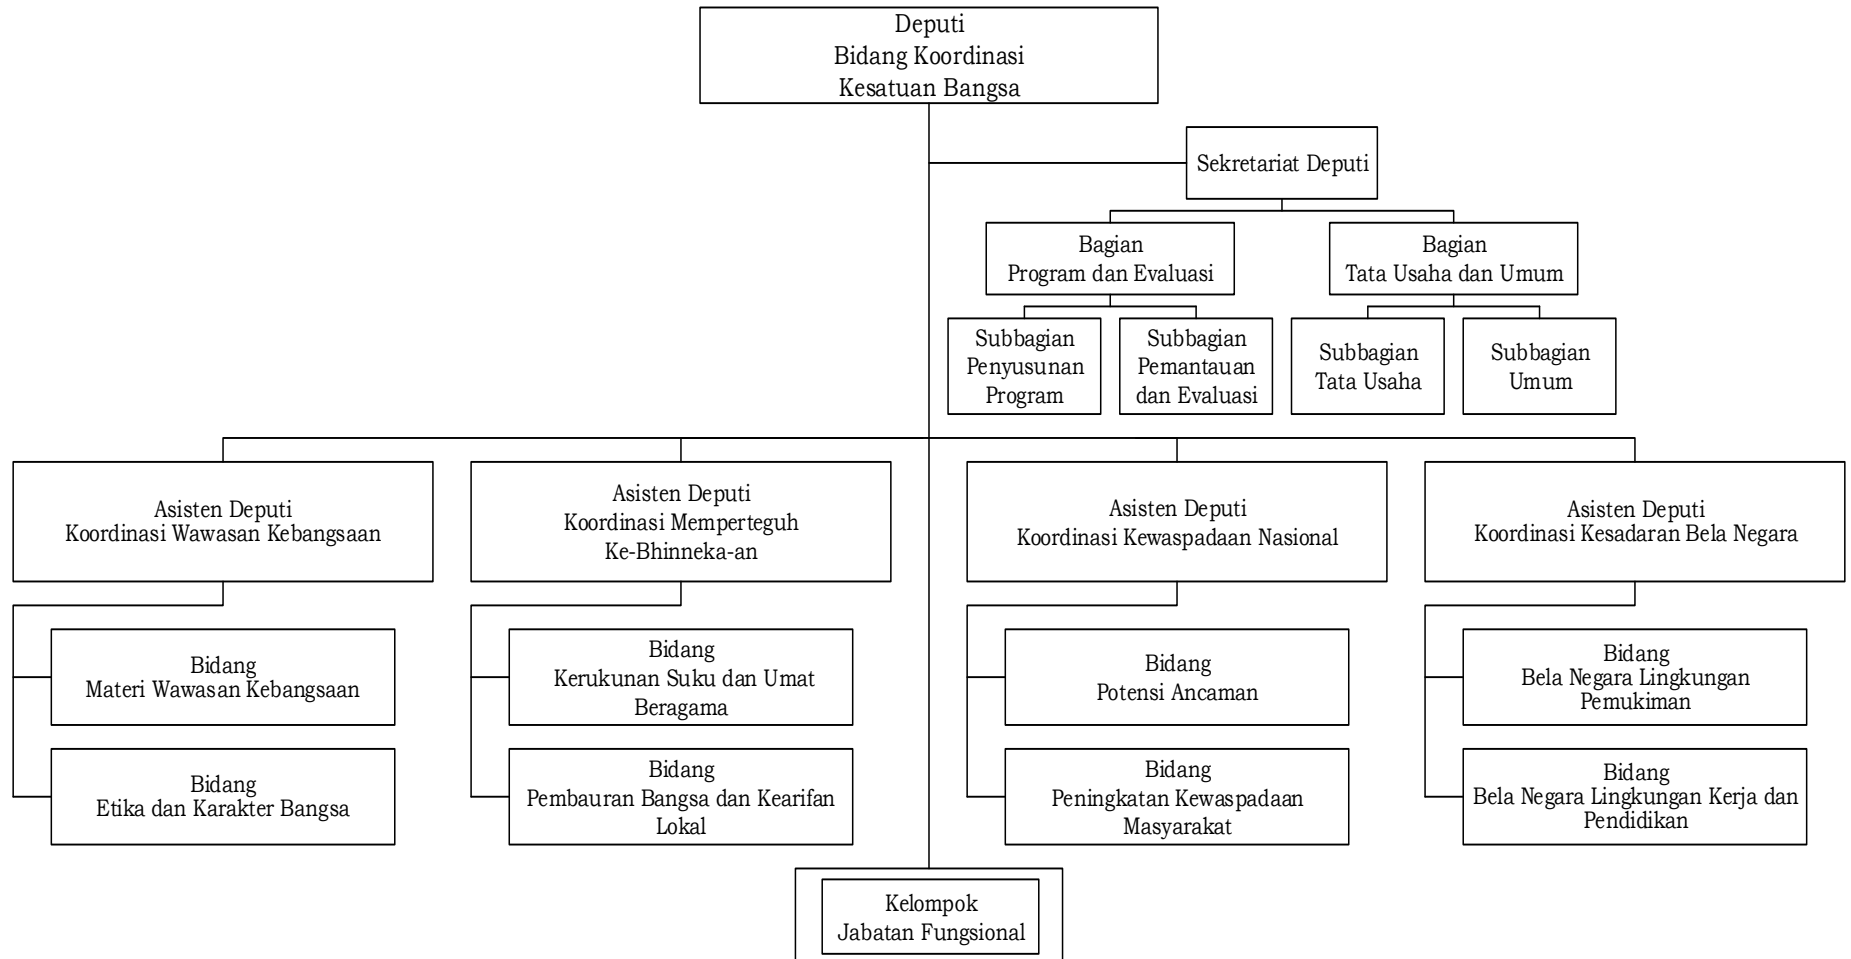 Deputi
Bidang Koordinasi
Kesatuan Bangsa
Sekretariat Deputi
Bagian
Program dan Evaluasi
Bagian
Tata Usaha dan Umum
Subbagian
Penyusunan
Program
Subbagian
Pemantauan
dan Evaluasi
Subbagian
Tata Usaha
Subbagian
Umum
Asisten Deputi
Koordinasi Wawasan Kebangsaan
Asisten Deputi
Koordinasi Memperteguh
Ke-Bhinneka-an
Asisten Deputi
Koordinasi Kewaspadaan Nasional
Asisten Deputi
Koordinasi Kesadaran Bela Negara
Bidang
Materi Wawasan Kebangsaan
Bidang
Kerukunan Suku dan Umat
Beragama
Bidang
Potensi Ancaman
Bidang
Bela Negara Lingkungan
Pemukiman
Bidang
Etika dan Karakter Bangsa
Bidang
Pembauran Bangsa dan Kearifan
Lokal
Bidang
Peningkatan Kewaspadaan
Masyarakat
Bidang
Bela Negara Lingkungan Kerja dan
Pendidikan
Kelompok
Jabatan Fungsional